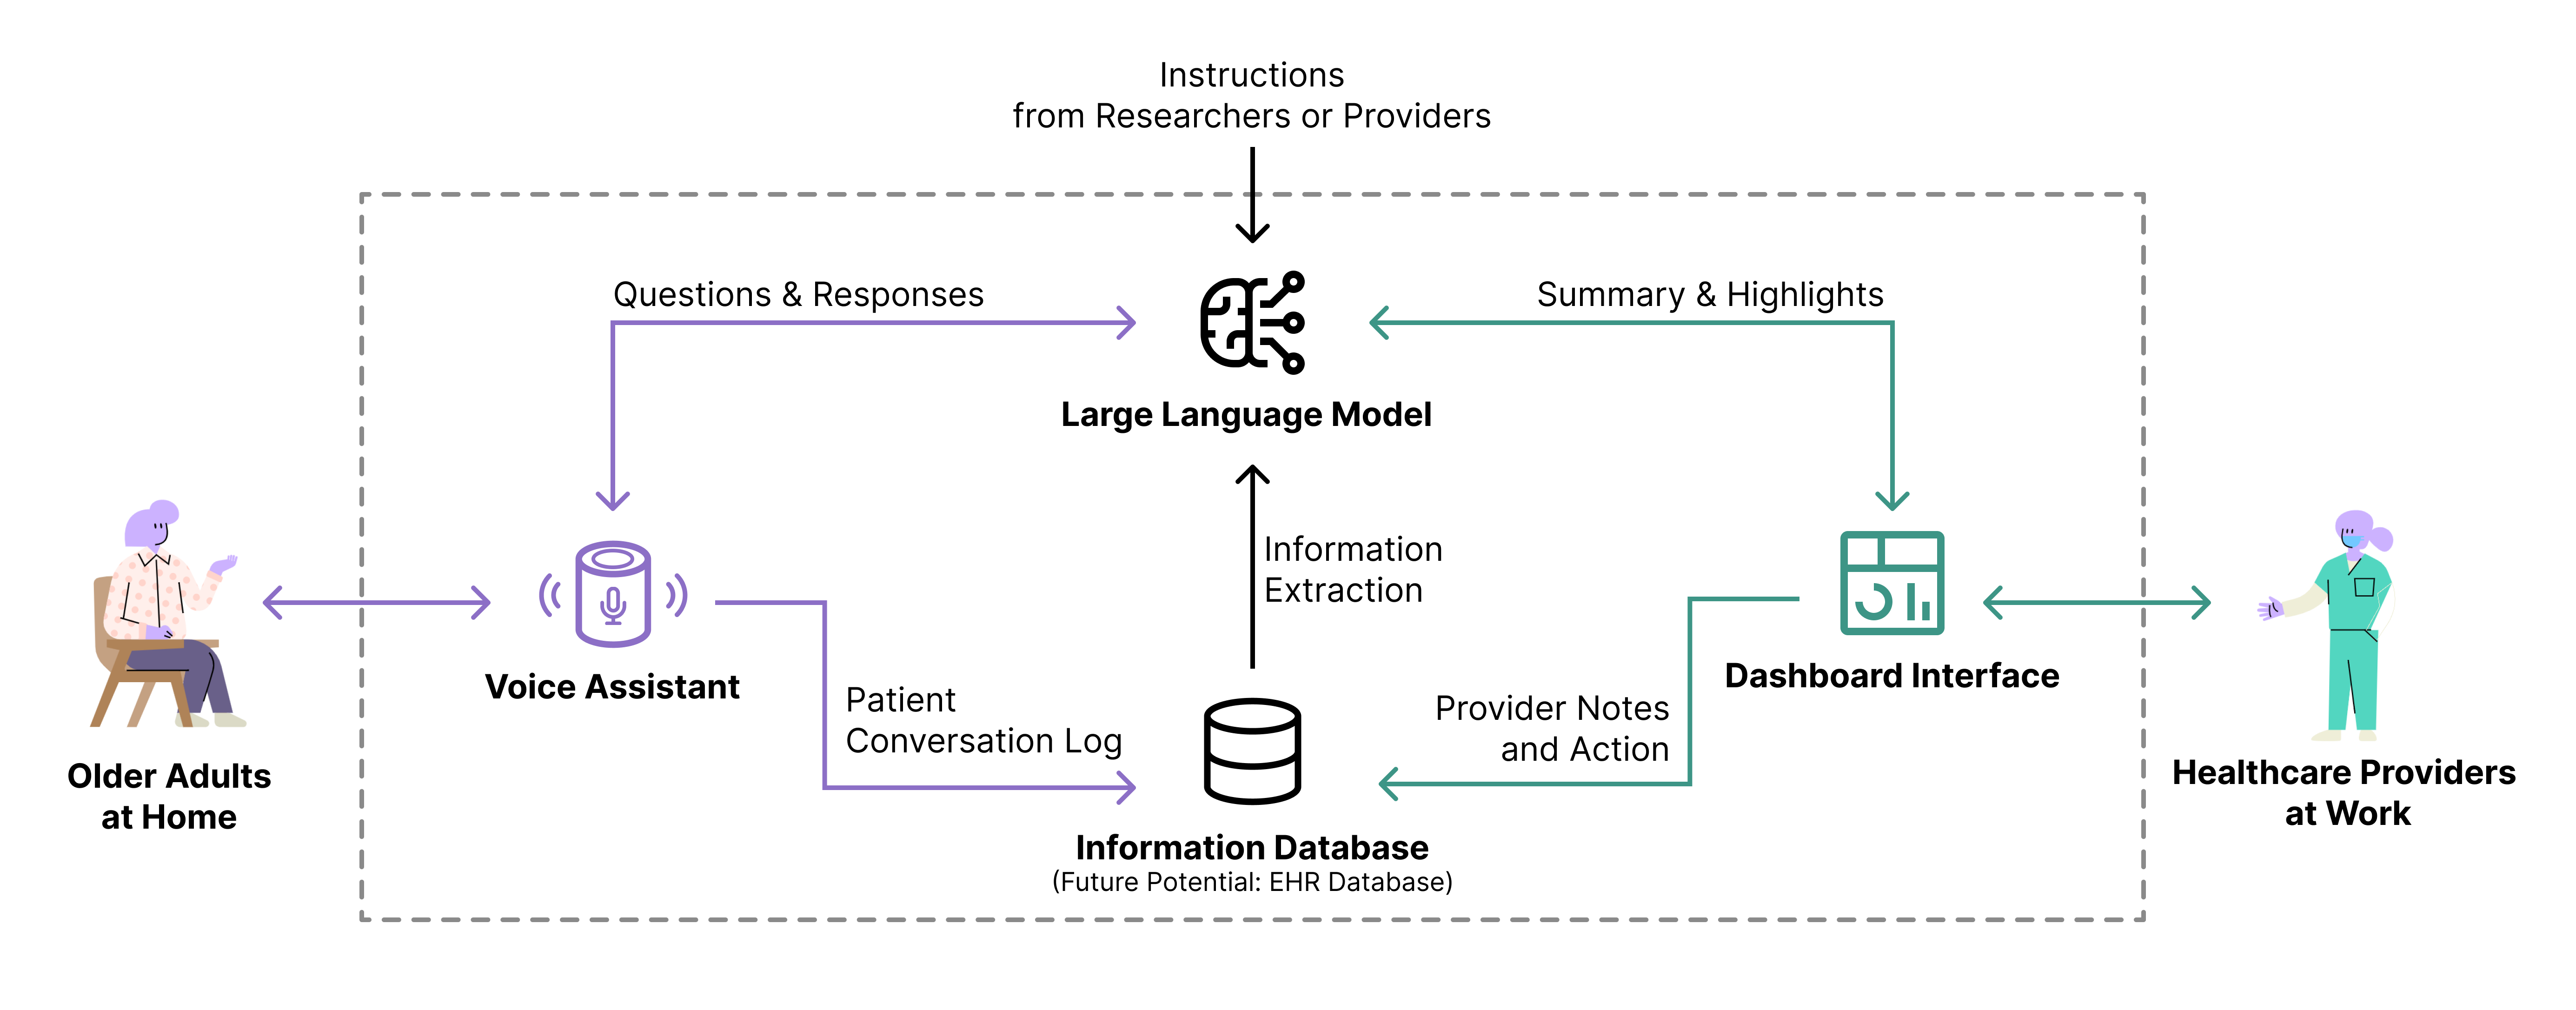 Instructions
from Researchers or Providers
Questions & Responses
Summary & Highlights
Large Language Model
Information
Extraction
Voice Assistant
Dashboard Interface
Patient
Conversation Log
Provider Notes
and Action
Older Adults
at Home
Healthcare Providers
at Work
Information Database
(Future Potential: EHR Database)